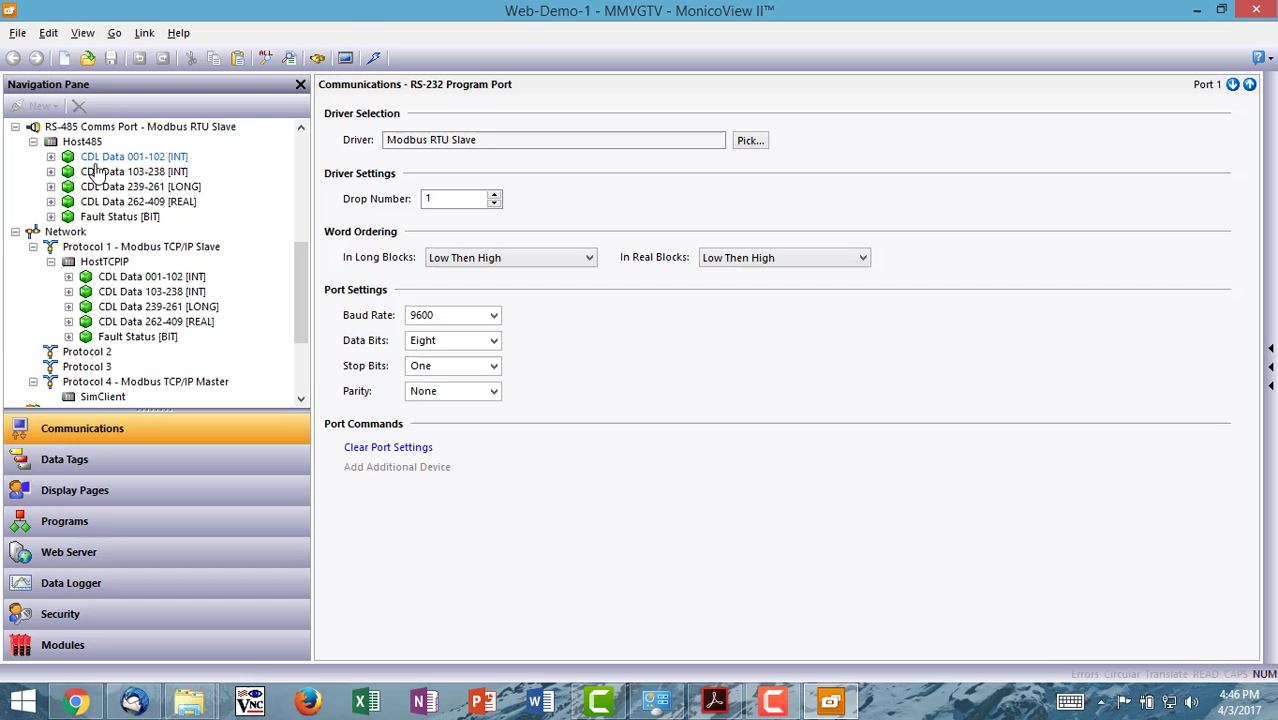 Web-Demo-1 - MMVGTV - MonicoView II™
File Edit View Go Link Help
ALL
Navigation Pane
Communications - RS-232 Program Port
Port 1
New
RS-485 Comms Port - Modbus RTU Slave
Host485
CDL Data 001-102 [INT]
CDL Data 103-238 [INT]
CDL Data 239-261 [LONG]
CDL Data 262-409 [REAL]
Fault Status [BIT]
Network
Protocol 1 - Modbus TCP/IP Slave
HostTCPIP
CDL Data 001-102 [INT]
CDL Data 103-238 [INT]
CDL Data 239-261 [LONG]
CDL Data 262-409 [REAL]
Fault Status [BIT]
Protocol 2
Protocol 3
Protocol 4 - Modbus TCP/IP Master
SimClient
Communications
Data Tags
Display Pages
Programs
Web Server
Data Logger
Security
Modules
Driver Selection
Driver: Modbus RTU Slave Pick...
Driver Settings
Drop Number: 1
Word Ordering
In Long Blocks: Low Then High In Real Blocks: Low Then High
Port Settings
Baud Rate: 9600
Data Bits: Eight
Stop Bits: One
Parity: None
Port Commands
Clear Port Settings
Add Additional Device
Errors Circular Translate READ CAPS NUM
VNC
4:46 PM
4/3/2017